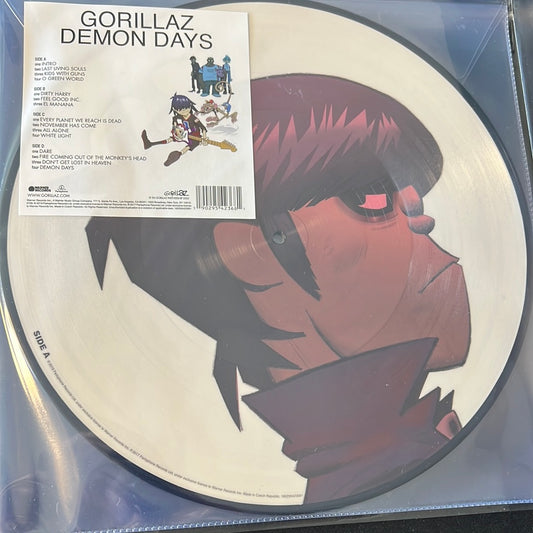 GORILLAZ
DEMON DAYS
SIDE A
one INTRO
two LAST LIVING SOULS
three KIDS WITH GUNS
four O GREEN WORLD
SIDE B
one DIRTY HARRY
two FEEL GOOD INC.
three EL MANANA
SIDE C
one EVERY PLANET WE REACH IS DEAD
two NOVEMBER HAS COME
three ALL ALONE
four WHITE LIGHT
SIDE D
one DARE
two FIRE COMING OUT OF THE MONKEY'S HEAD
three DON'T GET LOST IN HEAVEN
four DEMON DAYS
WWW.GORILLAZ.COM
GORILLAZ
SIDE A